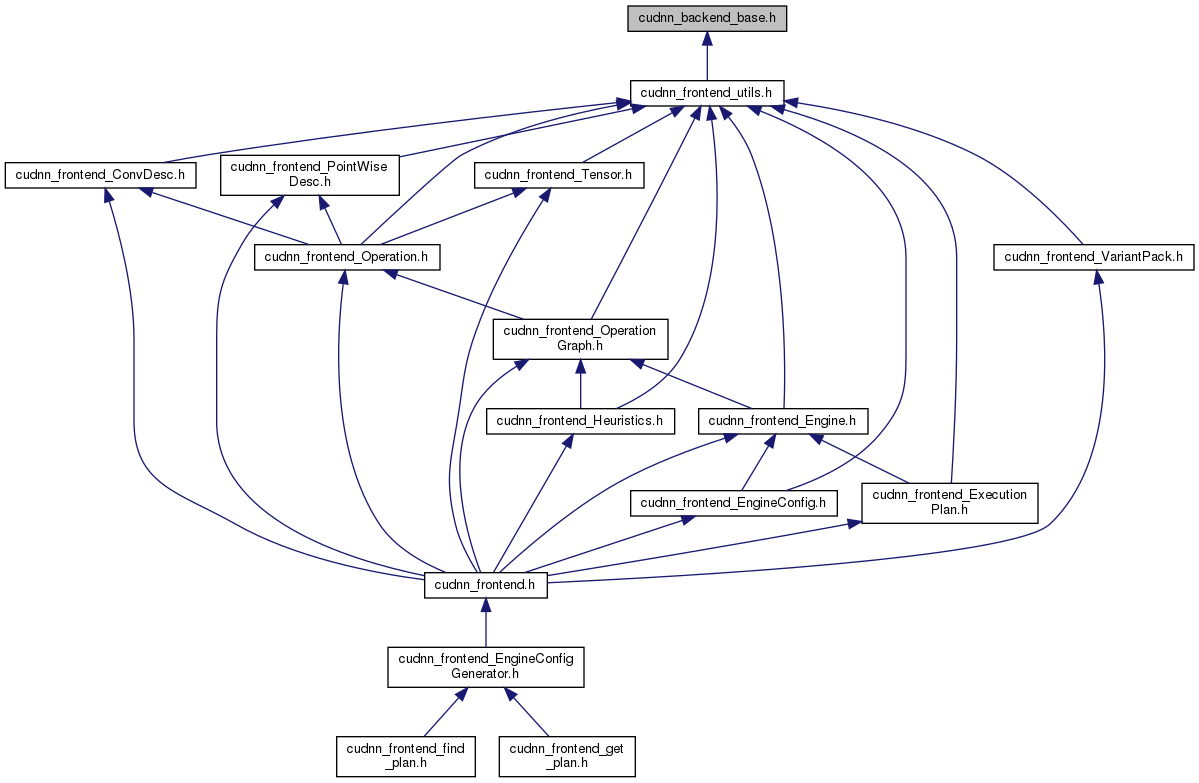 cudnn_backend_base.h
cudnn_frontend_utils.h
cudnn_frontend_ConvDesc.h
cudnn_frontend_PointWise
Desc.h
cudnn_frontend_Tensor.h
cudnn_frontend_Operation.h
cudnn_frontend_VariantPack.h
cudnn_frontend_Operation
Graph.h
cudnn_frontend_Heuristics.h
cudnn_frontend_Engine.h
cudnn_frontend_EngineConfig.h
cudnn_frontend_Execution
Plan.h
cudnn_frontend.h
cudnn_frontend_EngineConfig
Generator.h
cudnn_frontend_find
_plan.h
cudnn_frontend_get
_plan.h